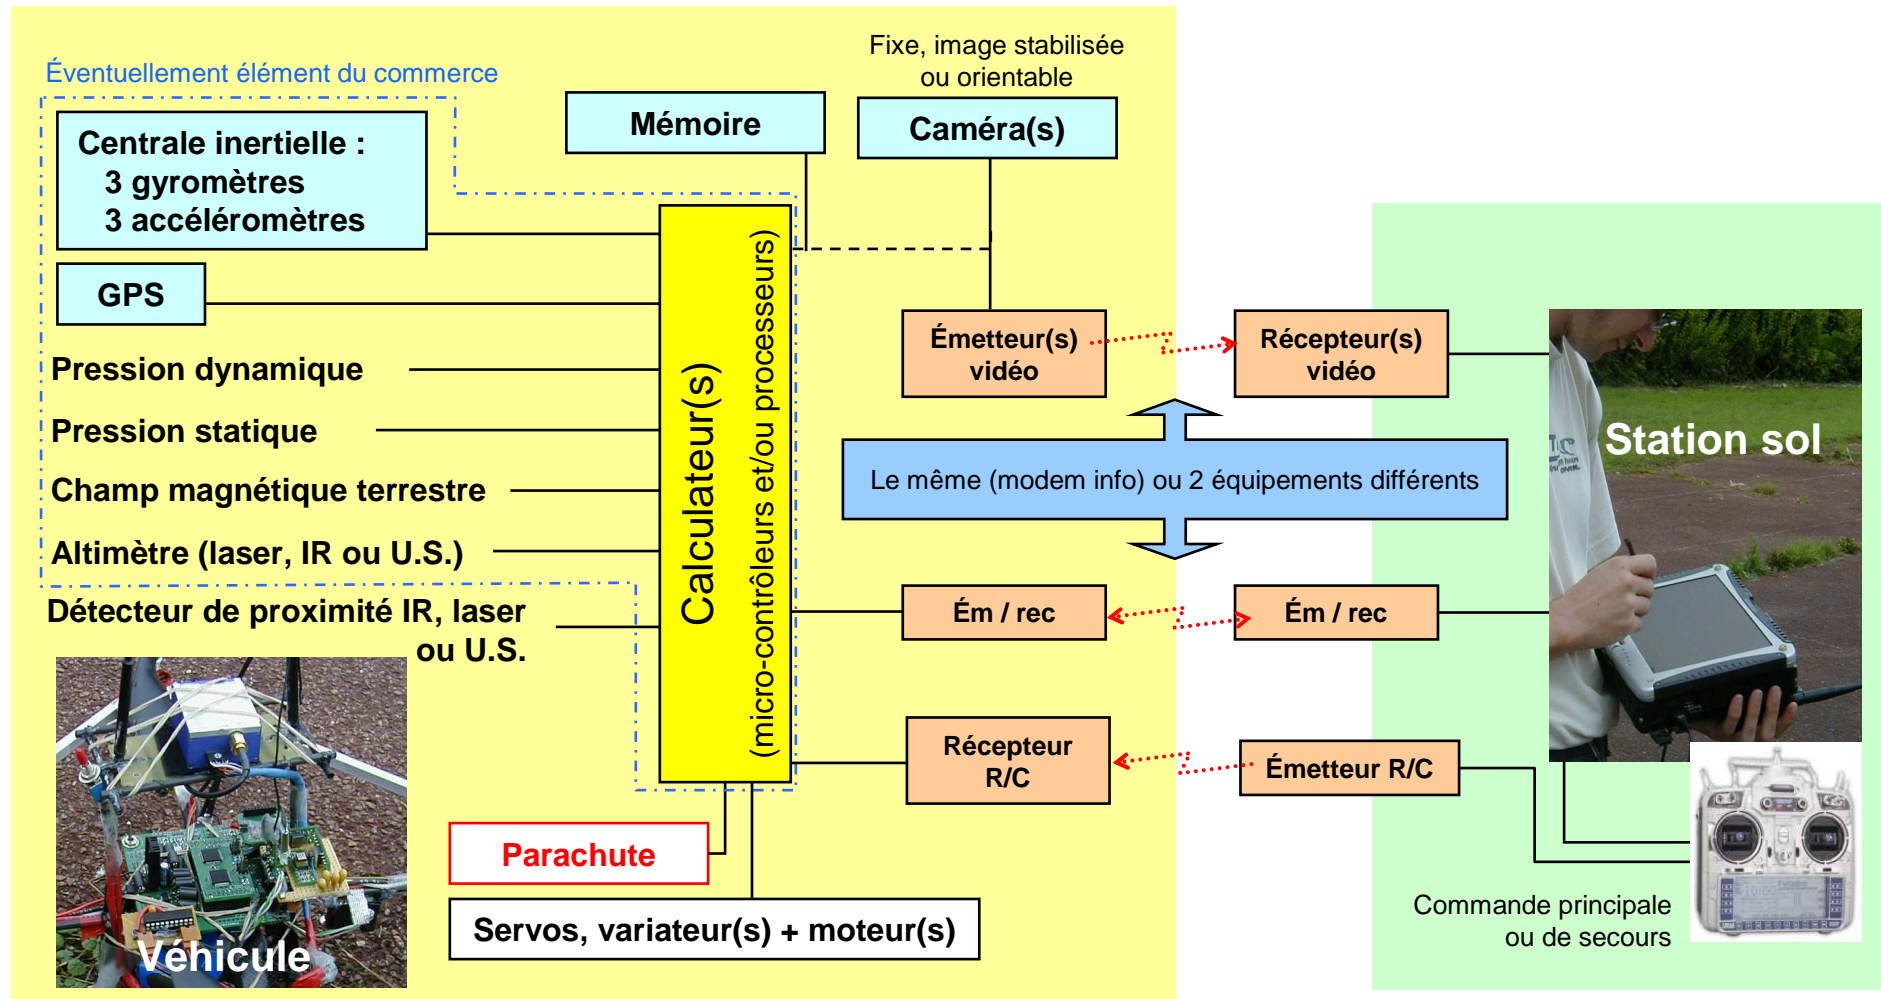 Fixe, image stabilisée
ou orientable
Éventuellement élément du commerce
Centrale inertielle :
3 gyromètres
3 accéléromètres
Mémoire
Caméra(s)
GPS
Pression dynamique
Pression statique
Champ magnétique terrestre
Altimètre (laser, IR ou U.S.)
Détecteur de proximité IR, laser
ou U.S.
Calculateur(s)
(micro-contrôleurs et/ou processeurs)
Émetteur(s)
vidéo
Récepteur(s)
vidéo
Le même (modem info) ou 2 équipements différents
Ém / rec
Ém / rec
Récepteur
R/C
Émetteur R/C
Station sol
Parachute
Servos, variateur(s) + moteur(s)
Véhicule
Commande principale
ou de secours